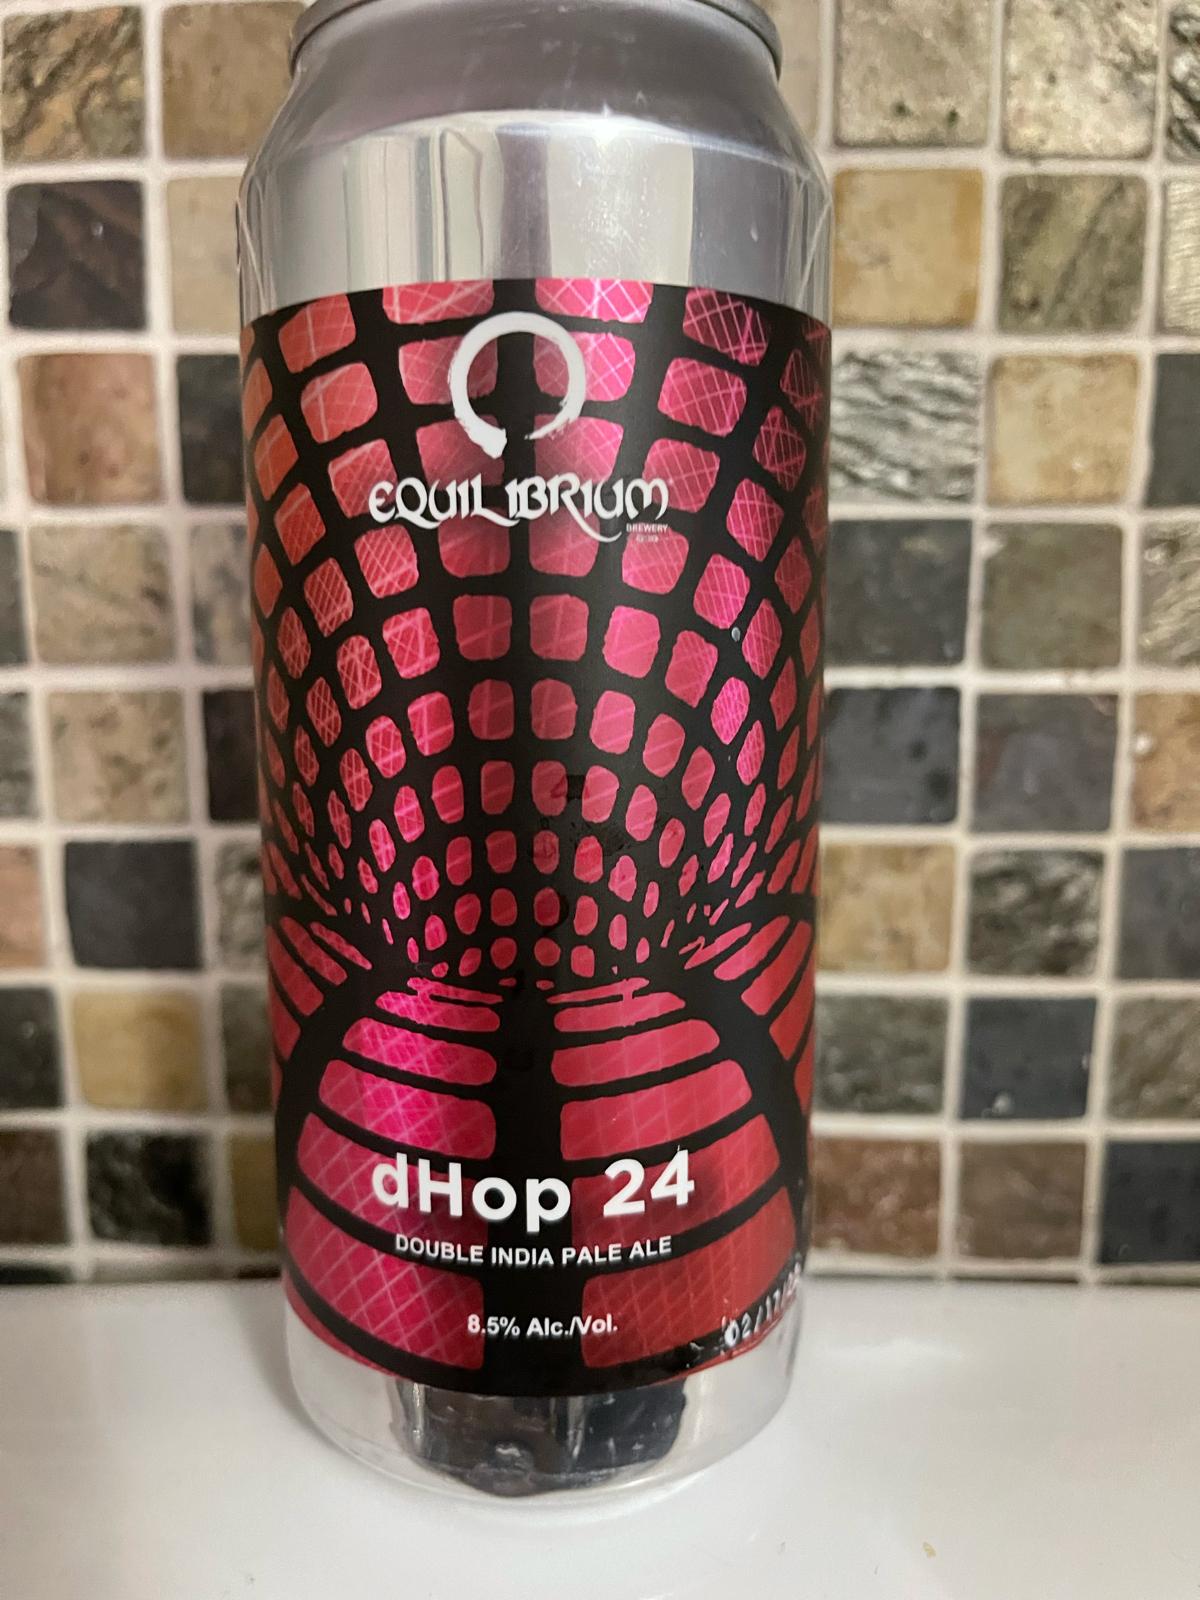 EQUILIBRIUM
BREWERY
dHop 24
DOUBLE INDIA PALE ALE
8.5% Alc./Vol.